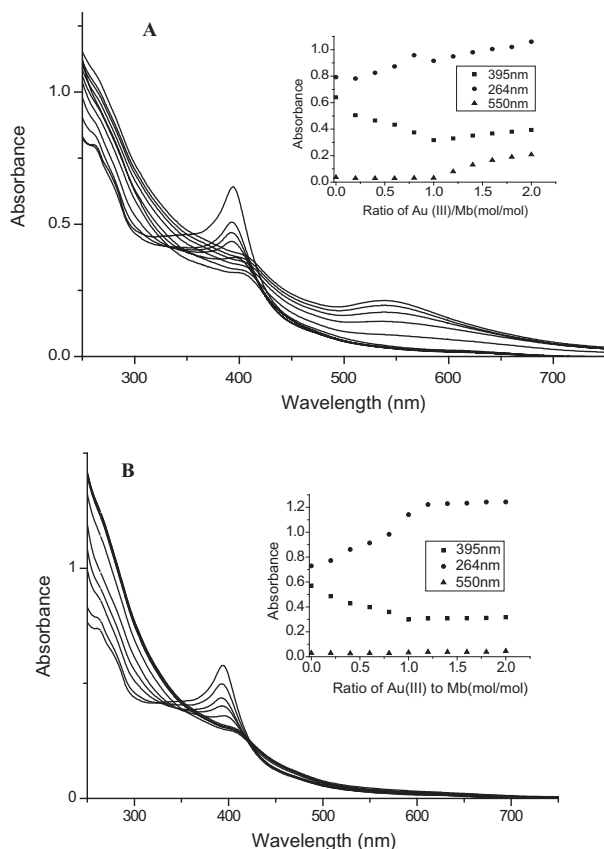 A
1.0
0.5
0.0
Absorbance
300
400
500
600
700
Wavelength (nm)
1.0
0.8
0.6
0.4
0.2
0.0
Absorbance
395nm
264nm
550nm
0.0
0.5
1.0
1.5
2.0
Ratio of Au (III)/Mb(mol/mol)
B
1
0
Absorbance
300
400
500
600
700
Wavelength (nm)
1.2
1.0
0.8
0.6
0.4
0.2
0.0
Absorbance
395nm
264nm
550nm
0.0
0.5
1.0
1.5
2.0
Ratio of Au(III) to Mb(mol/mol)